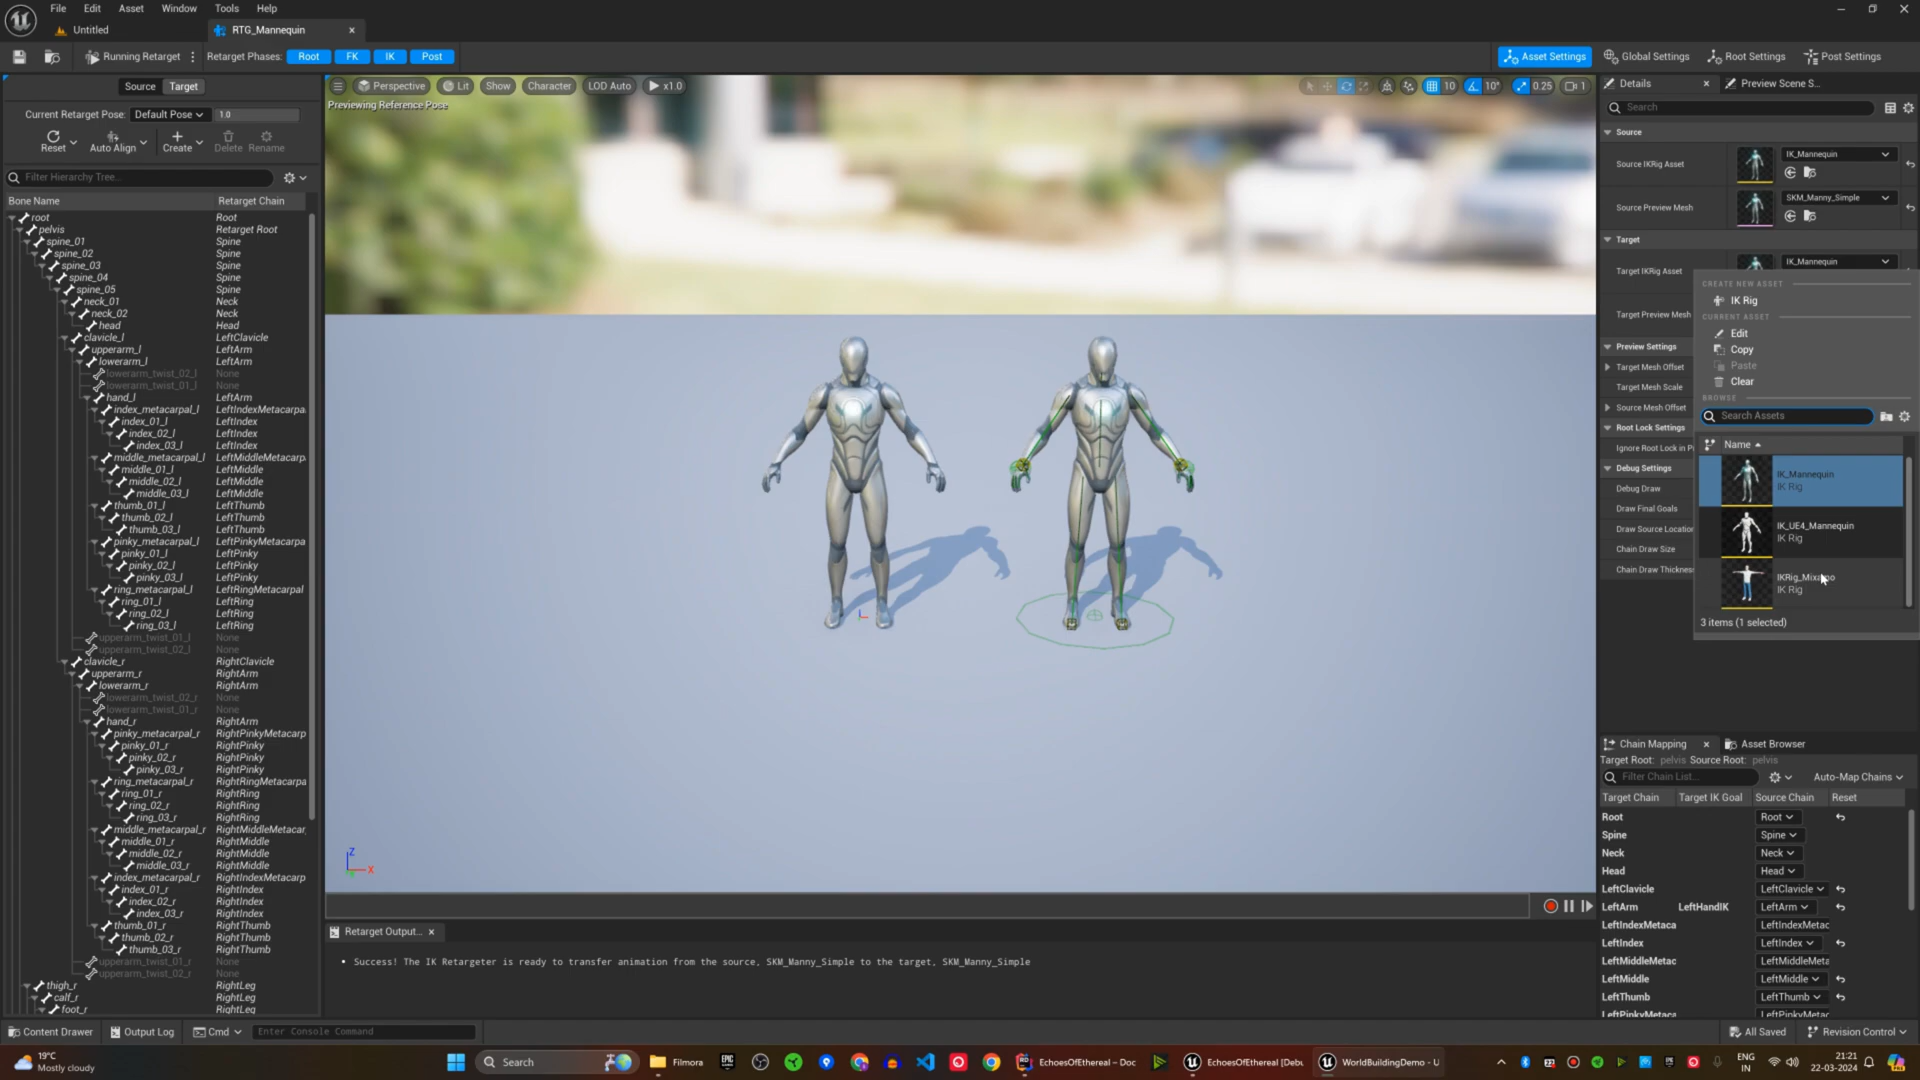 File Edit Asset Window Tools Help
Untitled RTG_Mannequin
Running Retarget Retarget Phases: Root FK IK Post Asset Settings Global Settings Root Settings Post Settings
Source Target
Current Retarget Pose: Default Pose 1.0
Reset Auto Align Create Delete Rename
Filter Hierarchy Tree...
Bone Name Retarget Chain
root Root
pelvis Retarget Root
spine_01 Spine
spine_02 Spine
spine_03 Spine
spine_04 Spine
spine_05 Spine
neck_01 Neck
neck_02 Neck
head Head
clavicle_l LeftClavicle
upperarm_l LeftArm
lowerarm_l LeftArm
lowerarm_twist_02_l None
lowerarm_twist_01_l None
hand_l LeftArm
index_metacarpal_l LeftIndexMetacarpa
index_01_l LeftIndex
index_02_l LeftIndex
index_03_l LeftIndex
middle_metacarpal_l LeftMiddleMetacarp
middle_01_l LeftMiddle
middle_02_l LeftMiddle
middle_03_l LeftMiddle
thumb_01_l LeftThumb
thumb_02_l LeftThumb
thumb_03_l LeftThumb
pinky_metacarpal_l LeftPinkyMetacarpa
pinky_01_l LeftPinky
pinky_02_l LeftPinky
pinky_03_l LeftPinky
ring_metacarpal_l LeftRingMetacarpal
ring_01_l LeftRing
ring_02_l LeftRing
ring_03_l LeftRing
upperarm_twist_01_l None
upperarm_twist_02_l None
clavicle_r RightClavicle
upperarm_r RightArm
lowerarm_r RightArm
lowerarm_twist_02_r None
lowerarm_twist_01_r None
hand_r RightArm
pinky_metacarpal_r RightPinkyMetacarp
pinky_01_r RightPinky
pinky_02_r RightPinky
pinky_03_r RightPinky
ring_metacarpal_r RightRingMetacarpa
ring_01_r RightRing
ring_02_r RightRing
ring_03_r RightRing
middle_metacarpal_r RightMiddleMetacar
middle_01_r RightMiddle
middle_02_r RightMiddle
middle_03_r RightMiddle
index_metacarpal_r RightIndexMetacarp
index_01_r RightIndex
index_02_r RightIndex
index_03_r RightIndex
thumb_01_r RightThumb
thumb_02_r RightThumb
thumb_03_r RightThumb
upperarm_twist_01_r None
upperarm_twist_02_r None
thigh_r RightLeg
calf_r RightLeg
foot_r RightLeg
Perspective Lit Show Character LOD Auto x1.0 10 10° 0.25 1
Previewing Reference Pose
Z
X
Retarget Output...
• Success! The IK Retargeter is ready to transfer animation from the source, SKM_Manny_Simple to the target, SKM_Manny_Simple
Details Preview Scene S...
Search
Source
Source IKRig Asset IK_Mannequin
Source Preview Mesh SKM_Manny_Simple
Target
Target IKRig Asset IK_Mannequin
Target Preview Mesh
Preview Settings
Target Mesh Offset
Target Mesh Scale
Source Mesh Offset
Root Lock Settings
Ignore Root Lock in P
Debug Settings
Debug Draw
Draw Final Goals
Draw Source Location
Chain Draw Size
Chain Draw Thickness
CREATE NEW ASSET
IK Rig
CURRENT ASSET
Edit
Copy
Paste
Clear
BROWSE
Search Assets
Name
IK_Mannequin
IK Rig
IK_UE4_Mannequin
IK Rig
IK Rig
3 items (1 selected)
Chain Mapping Asset Browser
Target Root: pelvis Source Root: pelvis
Filter Chain List... Auto-Map Chains
Target Chain Target IK Goal Source Chain Reset
Root Root
Spine Spine
Neck Neck
Head Head
LeftClavicle LeftClavicle
LeftArm LeftHandIK LeftArm
LeftIndexMetaca LeftIndexMetac
LeftIndex LeftIndex
LeftMiddleMetac LeftMiddleMeta
LeftMiddle LeftMiddle
LeftThumb LeftThumb
LeftPinkyMetaca LeftPinkyMetac
Content Drawer Output Log Cmd Enter Console Command All Saved Revision Control
19°C
Mostly cloudy
Search Filmora EchoesOfEthereal – Doc EchoesOfEthereal [Debu WorldBuildingDemo - U
ENG
IN
21:21
22-03-2024